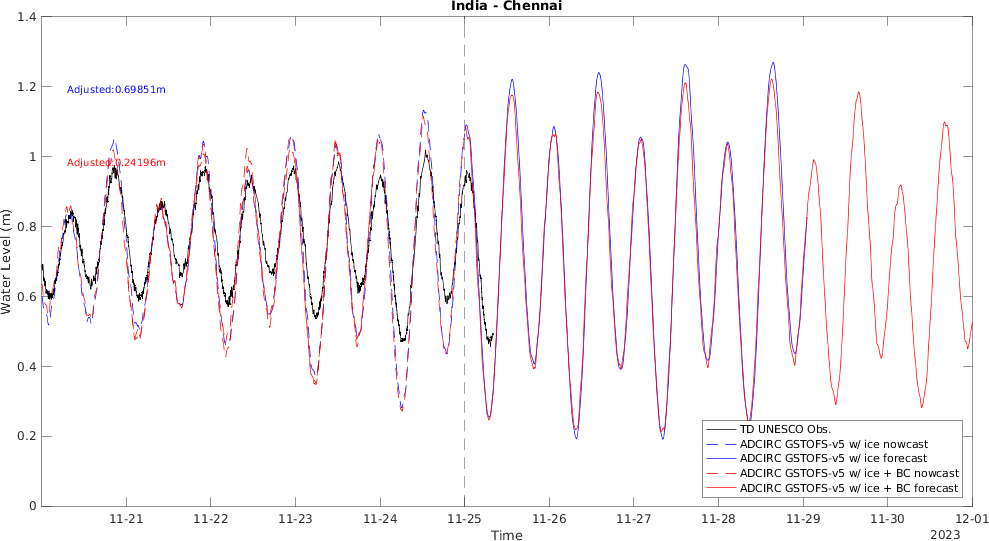 India - Chennai
1.4
1.2
1
0.8
0.6
0.4
0.2
0
Water Level (m)
Adjusted:0.69851m
Adjusted:0.24196m
TD UNESCO Obs.
ADCIRC GSTOFS-v5 w/ ice nowcast
ADCIRC GSTOFS-v5 w/ ice forecast
ADCIRC GSTOFS-v5 w/ ice + BC nowcast
ADCIRC GSTOFS-v5 w/ ice + BC forecast
11-21 11-22 11-23 11-24 11-25 11-26 11-27 11-28 11-29 11-30 12-01
Time
2023